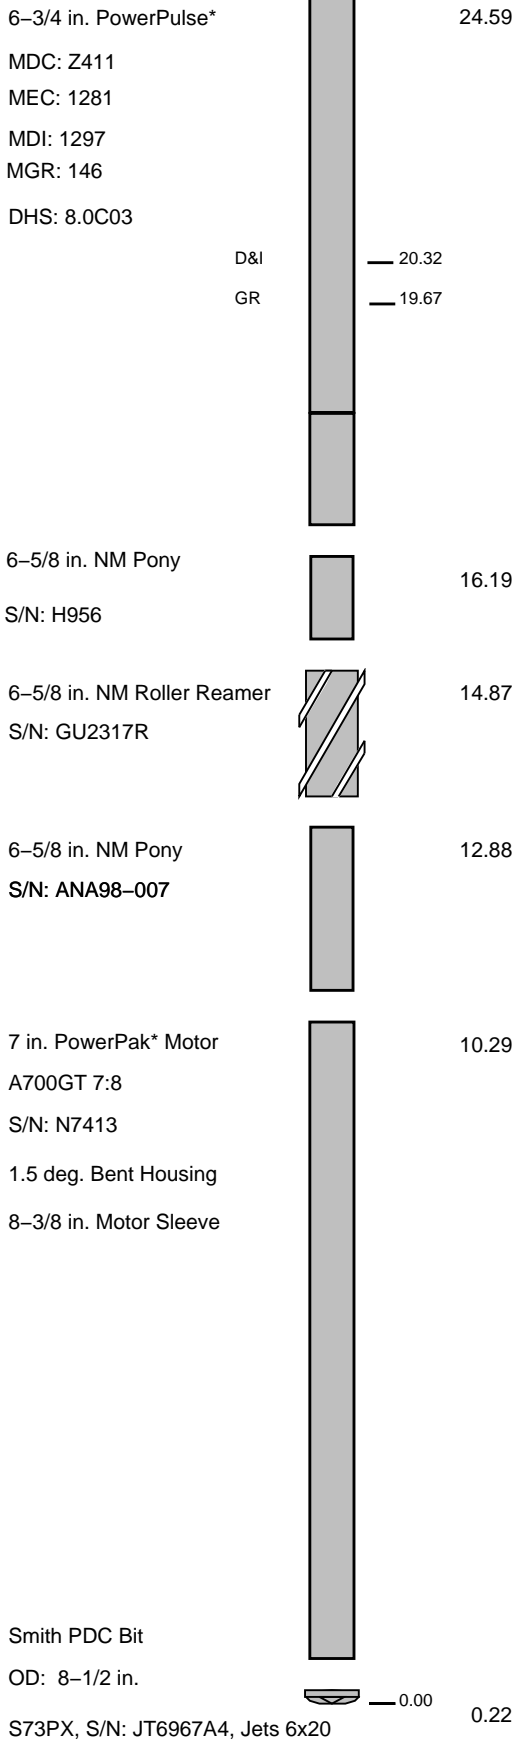 6–3/4 in. PowerPulse* 24.59
MDC: Z411
MEC: 1281
MDI: 1297
MGR: 146
DHS: 8.0C03
D&I 20.32
GR 19.67
6–5/8 in. NM Pony
16.19
S/N: H956
6–5/8 in. NM Roller Reamer 14.87
S/N: GU2317R
6–5/8 in. NM Pony 12.88
S/N: ANA98–007
7 in. PowerPak* Motor 10.29
A700GT 7:8
S/N: N7413
1.5 deg. Bent Housing
8–3/8 in. Motor Sleeve
Smith PDC Bit
OD: 8–1/2 in.
0.00
0.22
S73PX, S/N: JT6967A4, Jets 6x20